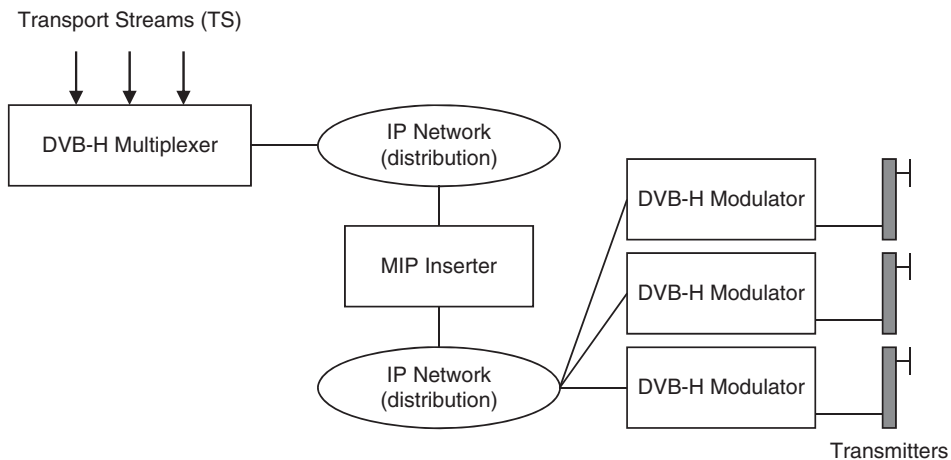 Transport Streams (TS)
DVB-H Multiplexer
IP Network
(distribution)
MIP Inserter
IP Network
(distribution)
DVB-H Modulator
DVB-H Modulator
DVB-H Modulator
Transmitters